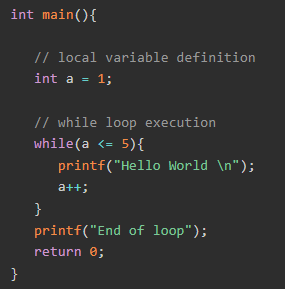 int main(){
// local variable definition
int a = 1;
// while loop execution
while(a <= 5){
printf("Hello World \n");
a++;
}
printf("End of loop");
return 0;
}